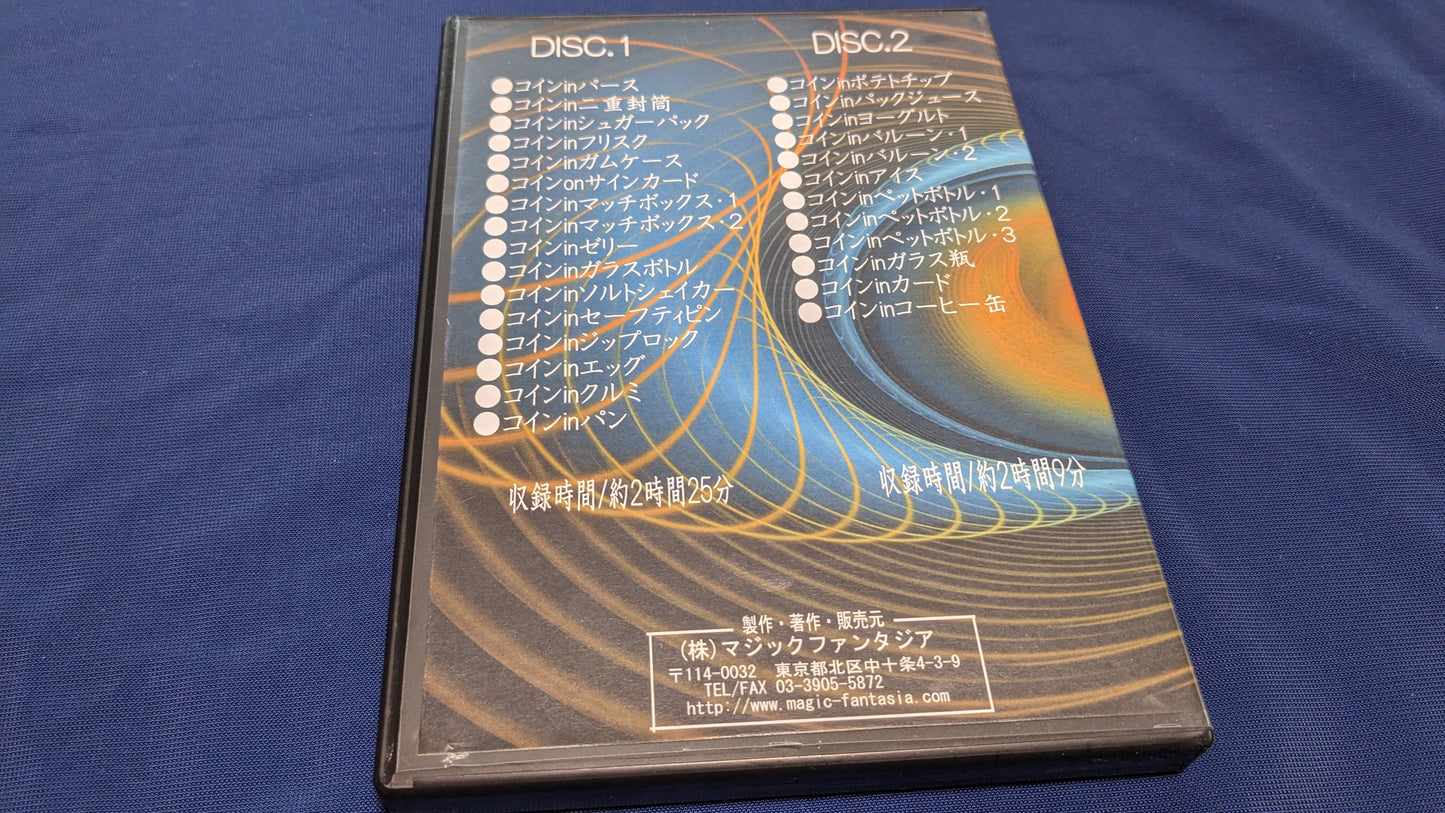 DISC.1
●コインinパース
●コインin二重封筒
●コインinシュガーパック
●コインinフリスク
●コインinガムケース
●コインonサインカード
●コインinマッチボックス・1
●コインinマッチボックス・2
●コインinゼリー
●コインinガラスボトル
●コインinソルトシェイカー
●コインinセーフティピン
●コインinジップロック
●コインinエッグ
●コインinクルミ
●コインinパン
収録時間/約2時間25分
DISC.2
●コインinポテトチップ
●コインinパックジュース
●コインinヨーグルト
●コインinバルーン・1
●コインinバルーン・2
●コインinアイス
●コインinペットボトル・1
●コインinペットボトル・2
●コインinペットボトル・3
●コインinガラス瓶
●コインinカード
●コインinコーヒー缶
収録時間/約2時間9分
製作・著作・販売元
(株)マジックファンタジア
〒114-0032 東京都北区中十条4-3-9
TEL/FAX 03-3905-5872
http://www.magic-fantasia.com